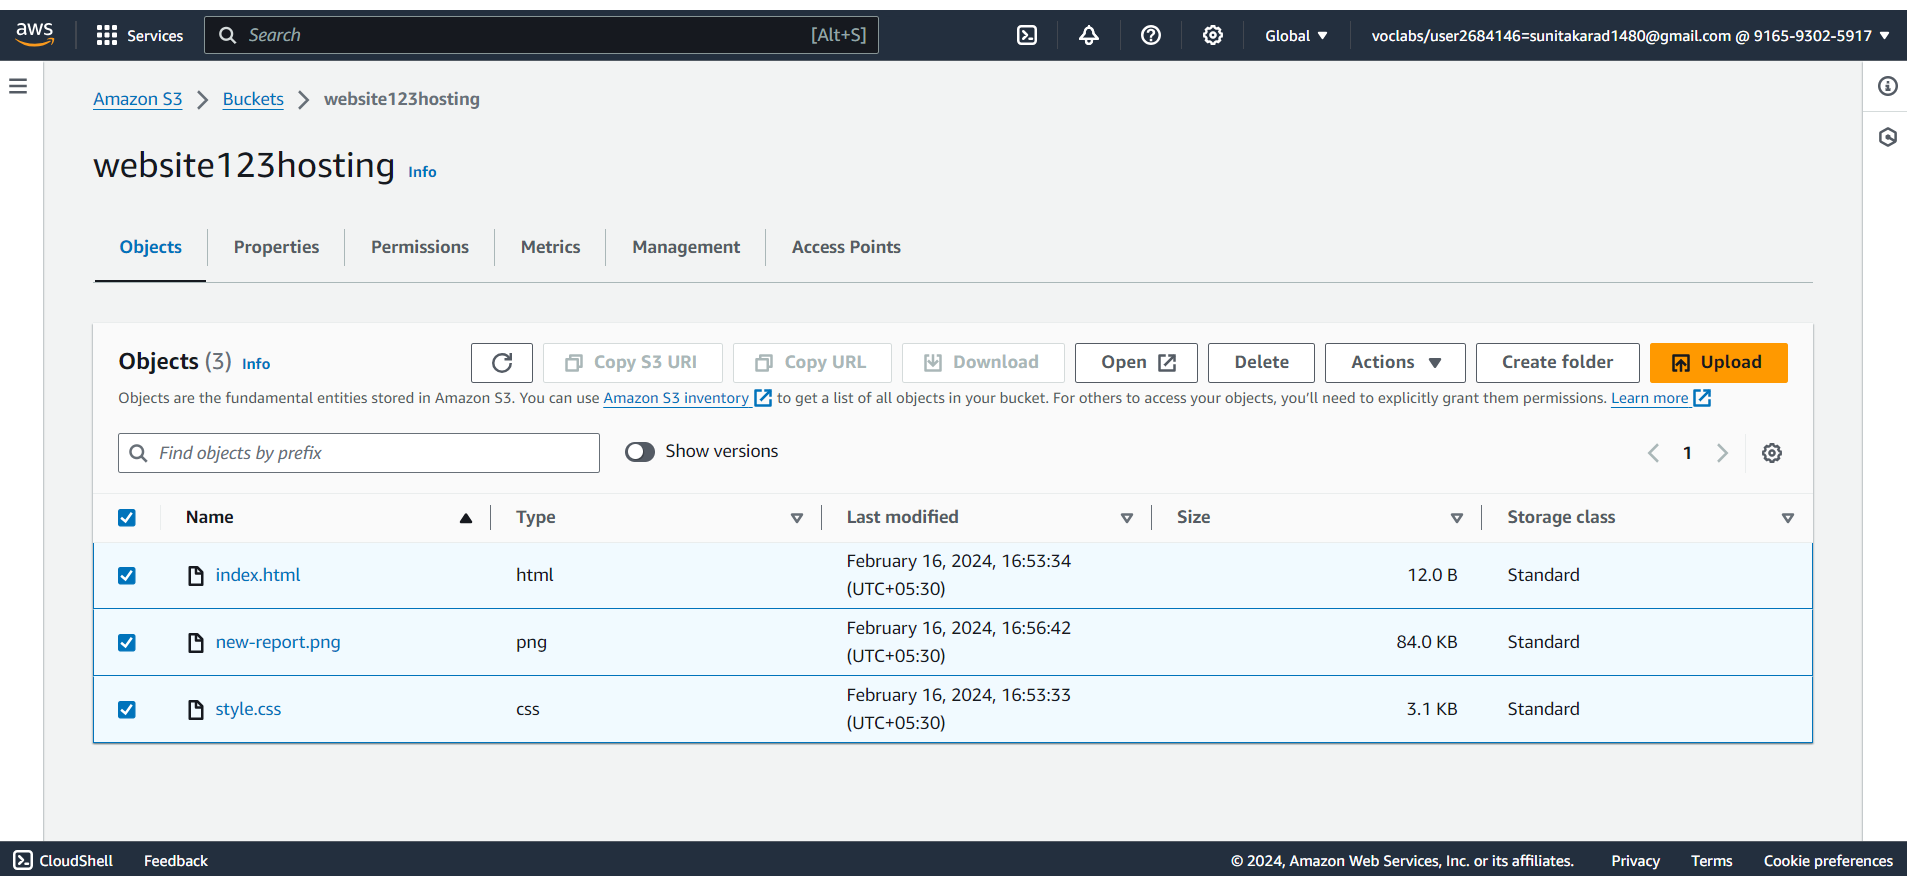 aws Services Search [Alt+S] Global voclabs/user2684146=sunitakarad1480@gmail.com @ 9165-9302-5917
Amazon S3 Buckets website123hosting
website123hosting Info
Objects Properties Permissions Metrics Management Access Points
Objects (3) Info Copy S3 URI Copy URL Download Open Delete Actions Create folder Upload
Objects are the fundamental entities stored in Amazon S3. You can use Amazon S3 inventory to get a list of all objects in your bucket. For others to access your objects, you'll need to explicitly grant them permissions. Learn more
Find objects by prefix Show versions 1
Name Type Last modified Size Storage class
index.html html February 16, 2024, 16:53:34 (UTC+05:30) 12.0 B Standard
new-report.png png February 16, 2024, 16:56:42 (UTC+05:30) 84.0 KB Standard
style.css css February 16, 2024, 16:53:33 (UTC+05:30) 3.1 KB Standard
CloudShell Feedback © 2024, Amazon Web Services, Inc. or its affiliates. Privacy Terms Cookie preferences